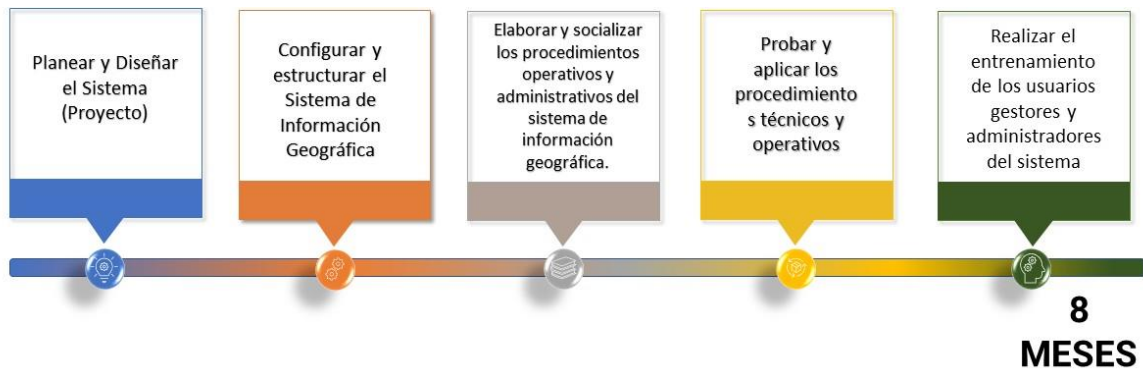 Planear y Diseñar
el Sistema
(Proyecto)
Configurar y
estructurar el
Sistema de
Información
Geográfica
Elaborar y socializar
los procedimientos
operativos y
administrativos del
sistema de
información
geográfica.
Probar y
aplicar los
procedimiento
s técnicos y
operativos
Realizar el
entrenamiento
de los usuarios
gestores y
administradores
del sistema
8
MESES